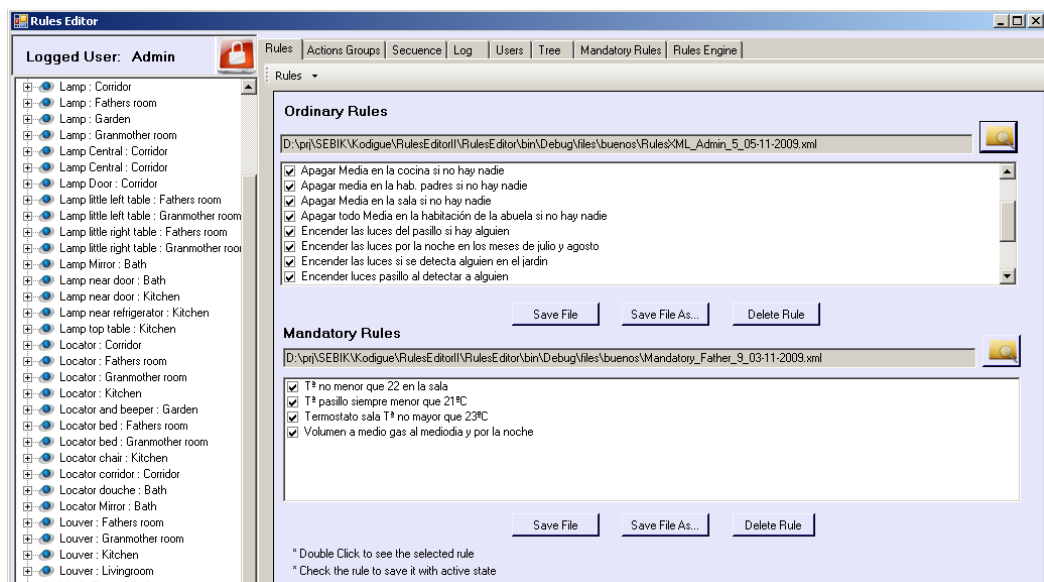 Rules Editor
Logged User: Admin
Lamp : Corridor
Lamp : Fathers room
Lamp : Garden
Lamp : Granmother room
Lamp Central : Corridor
Lamp Central : Corridor
Lamp Door : Corridor
Lamp little left table : Fathers room
Lamp little left table : Granmother room
Lamp little right table : Fathers room
Lamp little right table : Granmother roor
Lamp Mirror : Bath
Lamp near door : Bath
Lamp near door : Kitchen
Lamp near refrigerator : Kitchen
Lamp top table : Kitchen
Locator : Corridor
Locator : Fathers room
Locator : Granmother room
Locator : Kitchen
Locator and beeper : Garden
Locator bed : Fathers room
Locator bed : Granmother room
Locator chair : Kitchen
Locator corridor : Corridor
Locator douche : Bath
Locator Mirror : Bath
Louver : Fathers room
Louver : Granmother room
Louver : Kitchen
Louver : Livingroom
Rules Actions Groups Secuence Log Users Tree Mandatory Rules Rules Engine
Rules
Ordinary Rules
D:\prj\SEBIK\Kodigue\RulesEditorII\RulesEditor\bin\Debug\files\buenos\RulesXML_Admin_5_05-11-2009.xml
Apagar Media en la cocina si no hay nadie
Apagar media en la hab. padres si no hay nadie
Apagar Media en la sala si no hay nadie
Apagar todo Media en la habitación de la abuela si no hay nadie
Encender las luces del pasillo si hay alguien
Encender las luces por la noche en los meses de julio y agosto
Encender las luces si se detecta alguien en el jardin
Encender luces pasillo al detectar a alguien
Save File Save File As... Delete Rule
Mandatory Rules
D:\prj\SEBIK\Kodigue\RulesEditorII\RulesEditor\bin\Debug\files\buenos\Mandatory_Father_9_03-11-2009.xml
Tª no menor que 22 en la sala
Tª pasillo siempre menor que 21ºC
Termostato sala Tª no mayor que 23ºC
Volumen a medio gas al mediodia y por la noche
Save File Save File As... Delete Rule
* Double Click to see the selected rule
* Check the rule to save it with active state